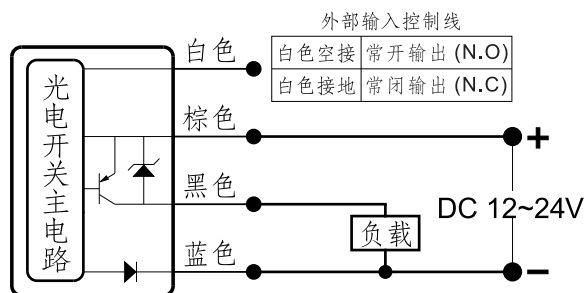 外部输入控制线
白色空接 常开输出 (N.O)
白色接地 常闭输出 (N.C)
白色
棕色
黑色
蓝色
光电开关主电路
负载
+
DC 12~24V
−